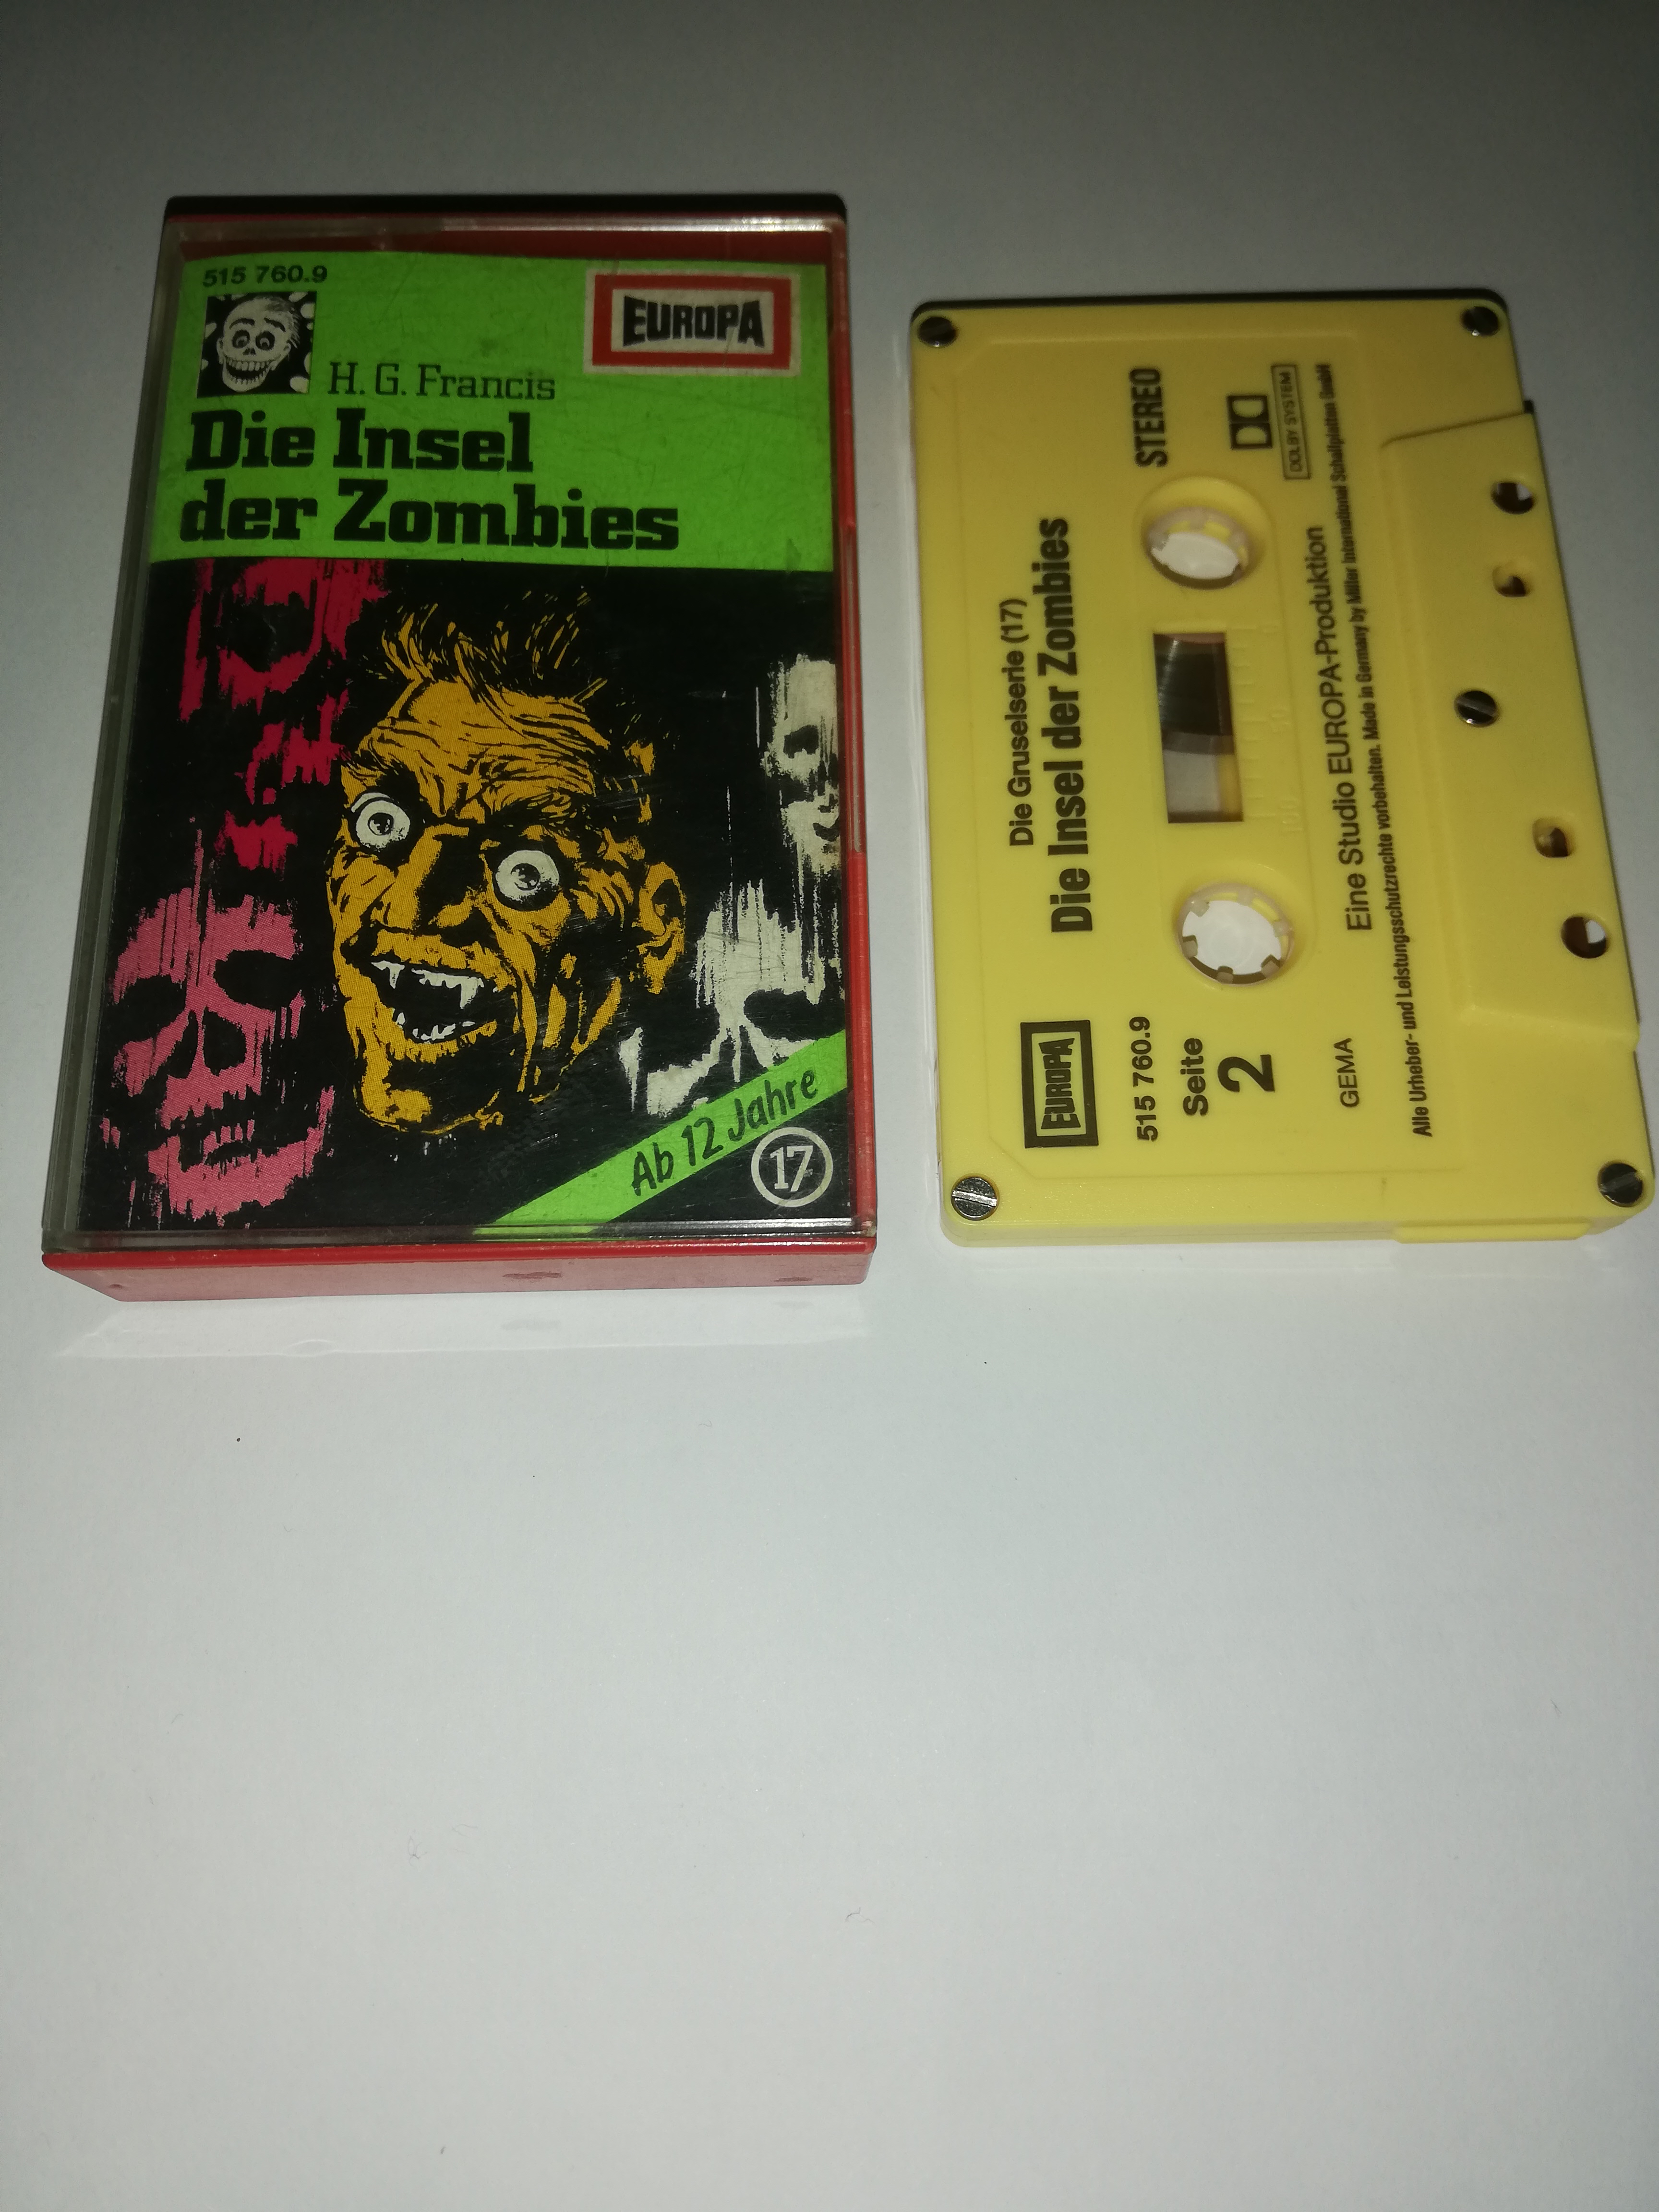 515 760.9
EUROPA
H. G. Francis
Die Insel
der Zombies
Ab 12 Jahre
17
Die Gruselserie (17)
Die Insel der Zombies
STEREO
EUROPA
515 760.9
Seite
2
DOLBY SYSTEM
GEMA
Eine Studio EUROPA-Produktion
Alle Urheber- und Leistungsschutzrechte vorbehalten. Made in Germany by Miller International Schallplatten GmbH